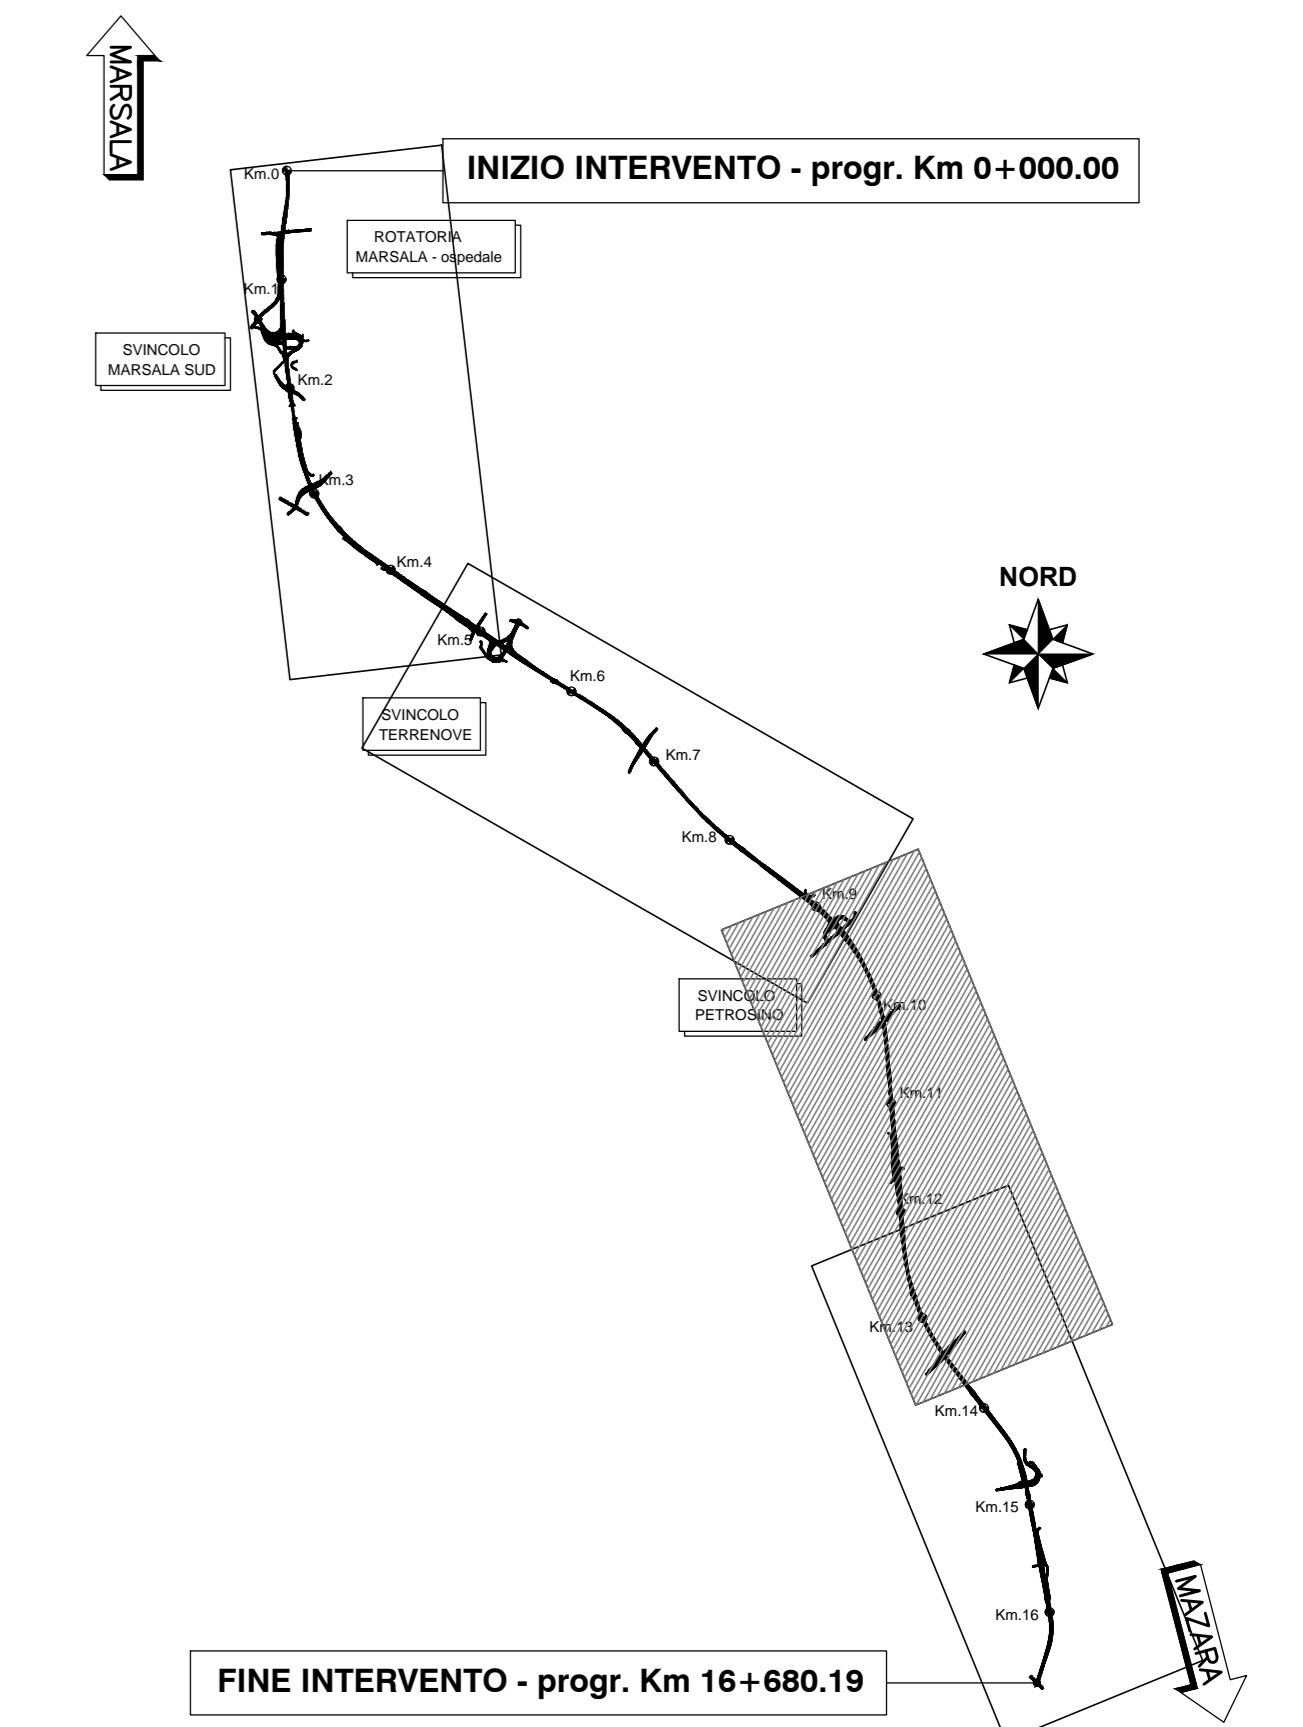 MARSALA
INIZIO INTERVENTO - progr. Km 0+000.00
Km.0
ROTATORIA
MARSALA - ospedale
Km.1
SVINCOLO
MARSALA SUD
Km.2
Km.3
Km.4
NORD
Km.5
Km.6
SVINCOLO
TERRENOVE
Km.7
Km.8
Km.9
SVINCOLO
PETROSINO
Km.10
Km.11
Km.12
Km.13
Km.14
Km.15
MAZARA
Km.16
FINE INTERVENTO - progr. Km 16+680.19